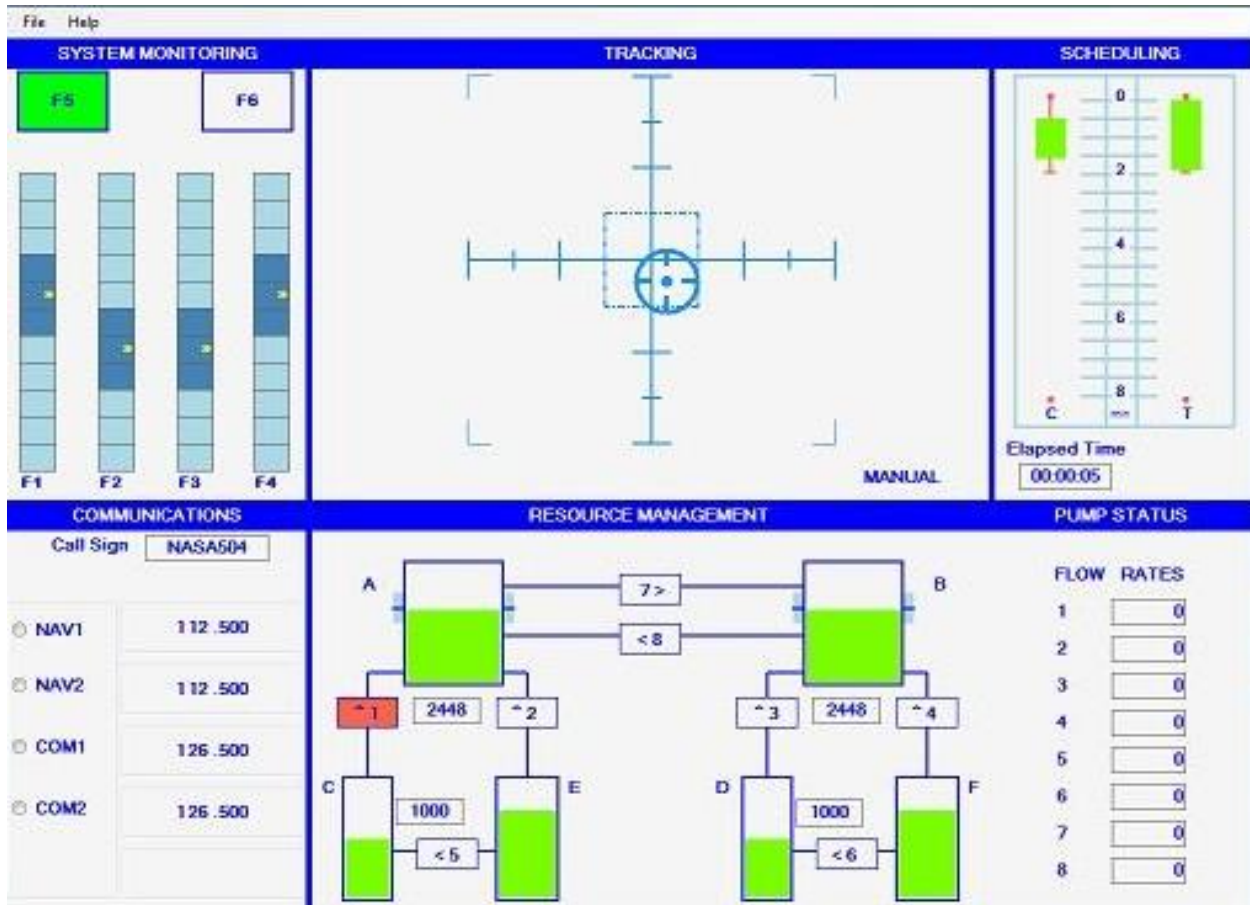 File Help
SYSTEM MONITORING
F5 F6
F1 F2 F3 F4
TRACKING
MANUAL
SCHEDULING
0
2
4
6
8
C min T
Elapsed Time
00:00:05
COMMUNICATIONS
Call Sign NASA504
NAV1 112.500
NAV2 112.500
COM1 126.500
COM2 126.500
RESOURCE MANAGEMENT
A 7 > B
< 8
^ 1 2448 ^ 2 ^ 3 2448 ^ 4
C E D F
1000 1000
< 5 < 6
PUMP STATUS
FLOW RATES
1 0
2 0
3 0
4 0
5 0
6 0
7 0
8 0